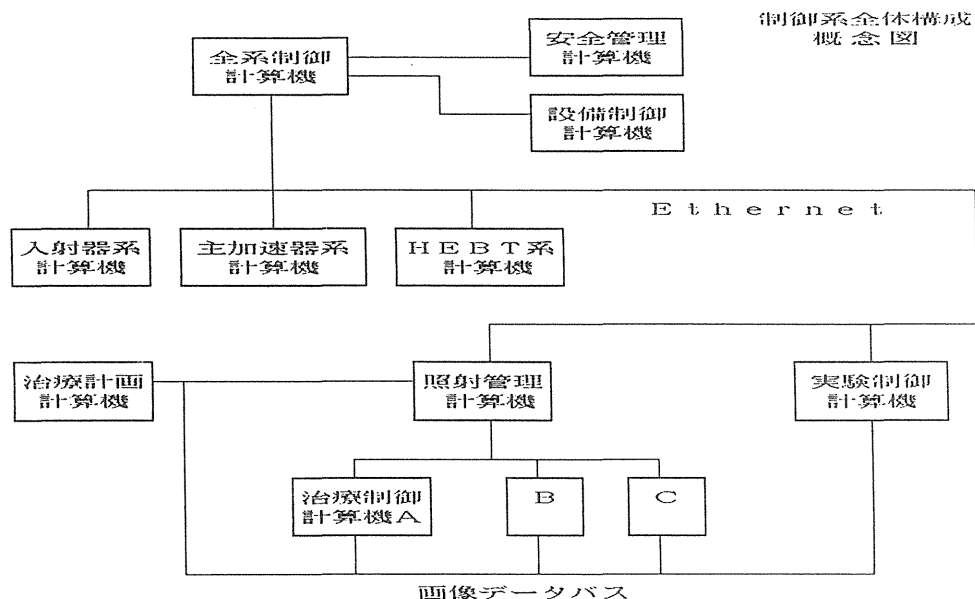 制御系全体構成
概念図
全系制御
計算機
安全管理
計算機
設備制御
計算機
Ethernet
入射器系
計算機
主加速器系
計算機
HEBT系
計算機
治療計画
計算機
照射管理
計算機
実験制御
計算機
治療制御
計算機A
B
C
画像データバス